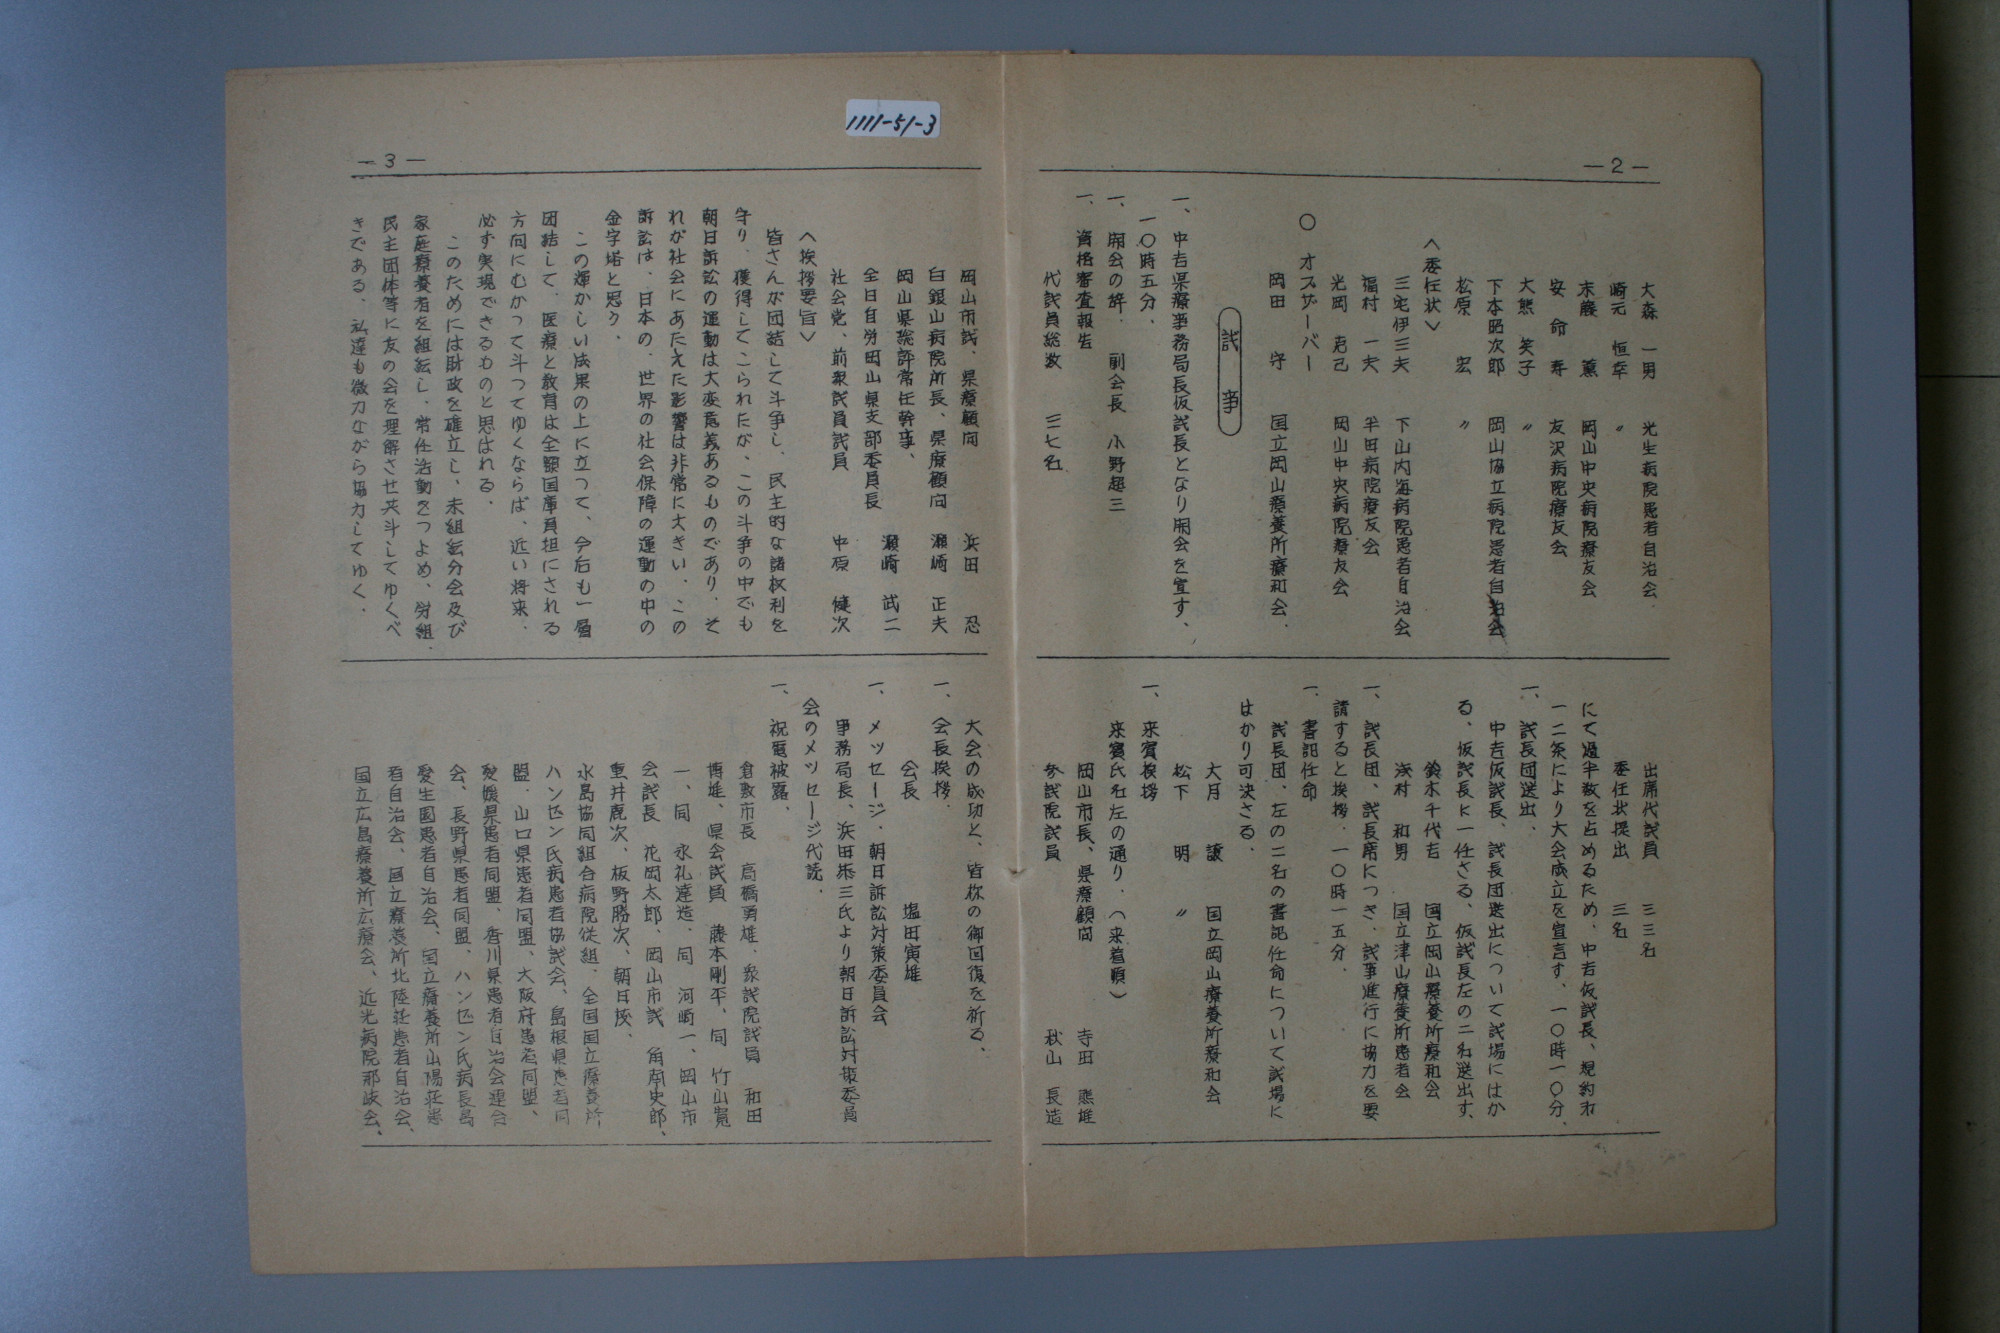 1111-51-3
—2—
大森 一男 光生病院患者自治会.
崎元 恒幸 〃
末藤 薫 岡山中央病院療友会
安 命寿 友沢病院療友会
大熊 笑子 〃
下本昭次郎 岡山協立病院患者自治会
松原 宏 〃
〈委任状〉
三宅伊三夫 下山内海病院患者自治会
福村 一夫 半田病院療友会
光岡 克己 岡山中央病院療友会
○ オブザーバー
岡田 守 国立岡山療養所療和会.
議事
一、中吉県療事務局長仮議長となり開会を宣す、
一〇時五分.
一、開会の辞. 副会長 小野超三
一、資格審査報告
代議員総数 三七名
出席代議員 三三名
委任状提出 三名
にて過半数を占めるため、中吉仮議長、規約才
一二条により大会成立を宣言す、一〇時一〇分、
一、議長団送出.
中吉仮議長、議長団送出について議場にはか
る、仮議長に一任さる、仮議長左の二名送出す、
鈴木千代吉 国立岡山療養所療和会
浅村 和男 国立津山療養所患者会
一、議長団、議長席につき、議事進行に協力を要
請すると挨拶. 一〇時一五分.
一、書記任命
議長団、左の二名の書記任命について議場に
はかり可決さる.
大月 譲 国立岡山療養所療和会
松下 明 〃
一、来賓挨拶
来賓氏名左の通り. (来着順)
岡山市長、県療顧問 寺田 熊雄
参議院議員 秋山 長造
—3—
岡山市議、県療顧問 浜田 忍
白銀山病院所長、県療顧問 瀬崎 正夫
岡山県総評常任幹事、
全日自労岡山県支部委員長 瀬崎 武二
社会党、前衆議員議員 中原 健次
〈挨拶要旨〉
皆さんが団結して斗争し、民主的な諸権利を
守り、獲得してこられたが、この斗争の中でも
朝日訴訟の運動は大変意義あるものであり、そ
れが社会にあたえた影響は非常に大きい、この
訴訟は、日本の、世界の社会保障の運動の中の
金字塔と思う.
この輝かしい成果の上に立つて、今后も一層
団結して、医療と教育は全額国庫負担にされる
方向にむかつて斗つてゆくならば、近い将来、
必ず実現できるものと思はれる.
このためには財政を確立し、未組織分会及び
家庭療養者を組織し、常任活動をつよめ、労組、
民主団体等に友の会を理解させ共斗してゆくべ
きである、私達も微力ながら協力してゆく.
大会の成功と、皆様の御回復を祈る、
一、会長挨拶.
会長 塩田寅雄
一、メッセージ、朝日訴訟対策委員会
事務局長、浜田泰三氏より朝日訴訟対策委員
会のメッセージ代読.
一、祝電被露、
倉敷市長 高橋勇雄、衆議院議員 和田
博雄、県会議員 藤本剛平、同 竹山寛
一、同 永礼達造、同 河崎一、岡山市
会議長 花岡太郎、岡山市議 角南史郎、
重井鹿次、板野勝次、朝日茂、
水島協同組合病院従組、全国国立療養所
ハンゼン氏病患者協議会、島根県患者同
盟、山口県患者同盟、大阪府患者同盟、
愛媛県患者同盟、香川県患者自治会連合
会、長野県患者同盟、ハンゼン氏病長島
愛生園患者自治会、国立療養所山陽荘患
者自治会、国立療養所北陸荘患者自治会、
国立広島療養所広療会、近光病院那岐会、